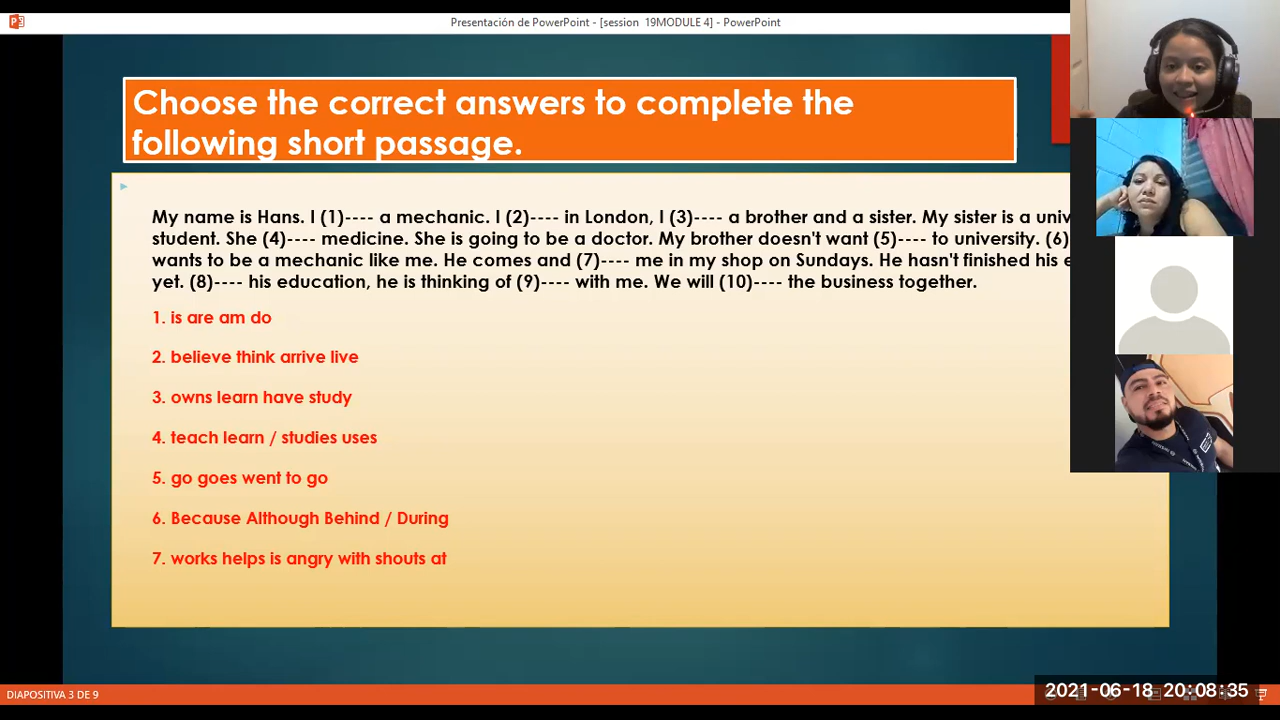 Presentación de PowerPoint - [session 19MODULE 4] - PowerPoint
Choose the correct answers to complete the
following short passage.
My name is Hans. I (1)---- a mechanic. I (2)---- in London, I (3)---- a brother and a sister. My sister is a
student. She (4)---- medicine. She is going to be a doctor. My brother doesn't want (5)---- to university. (6)
wants to be a mechanic like me. He comes and (7)---- me in my shop on Sundays. He hasn't finished his
yet. (8)---- his education, he is thinking of (9)---- with me. We will (10)---- the business together.
1. is are am do
2. believe think arrive live
3. owns learn have study
4. teach learn / studies uses
5. go goes went to go
6. Because Although Behind / During
7. works helps is angry with shouts at
DIAPOSITIVA 3 DE 9
2021-06-18 20:08:35